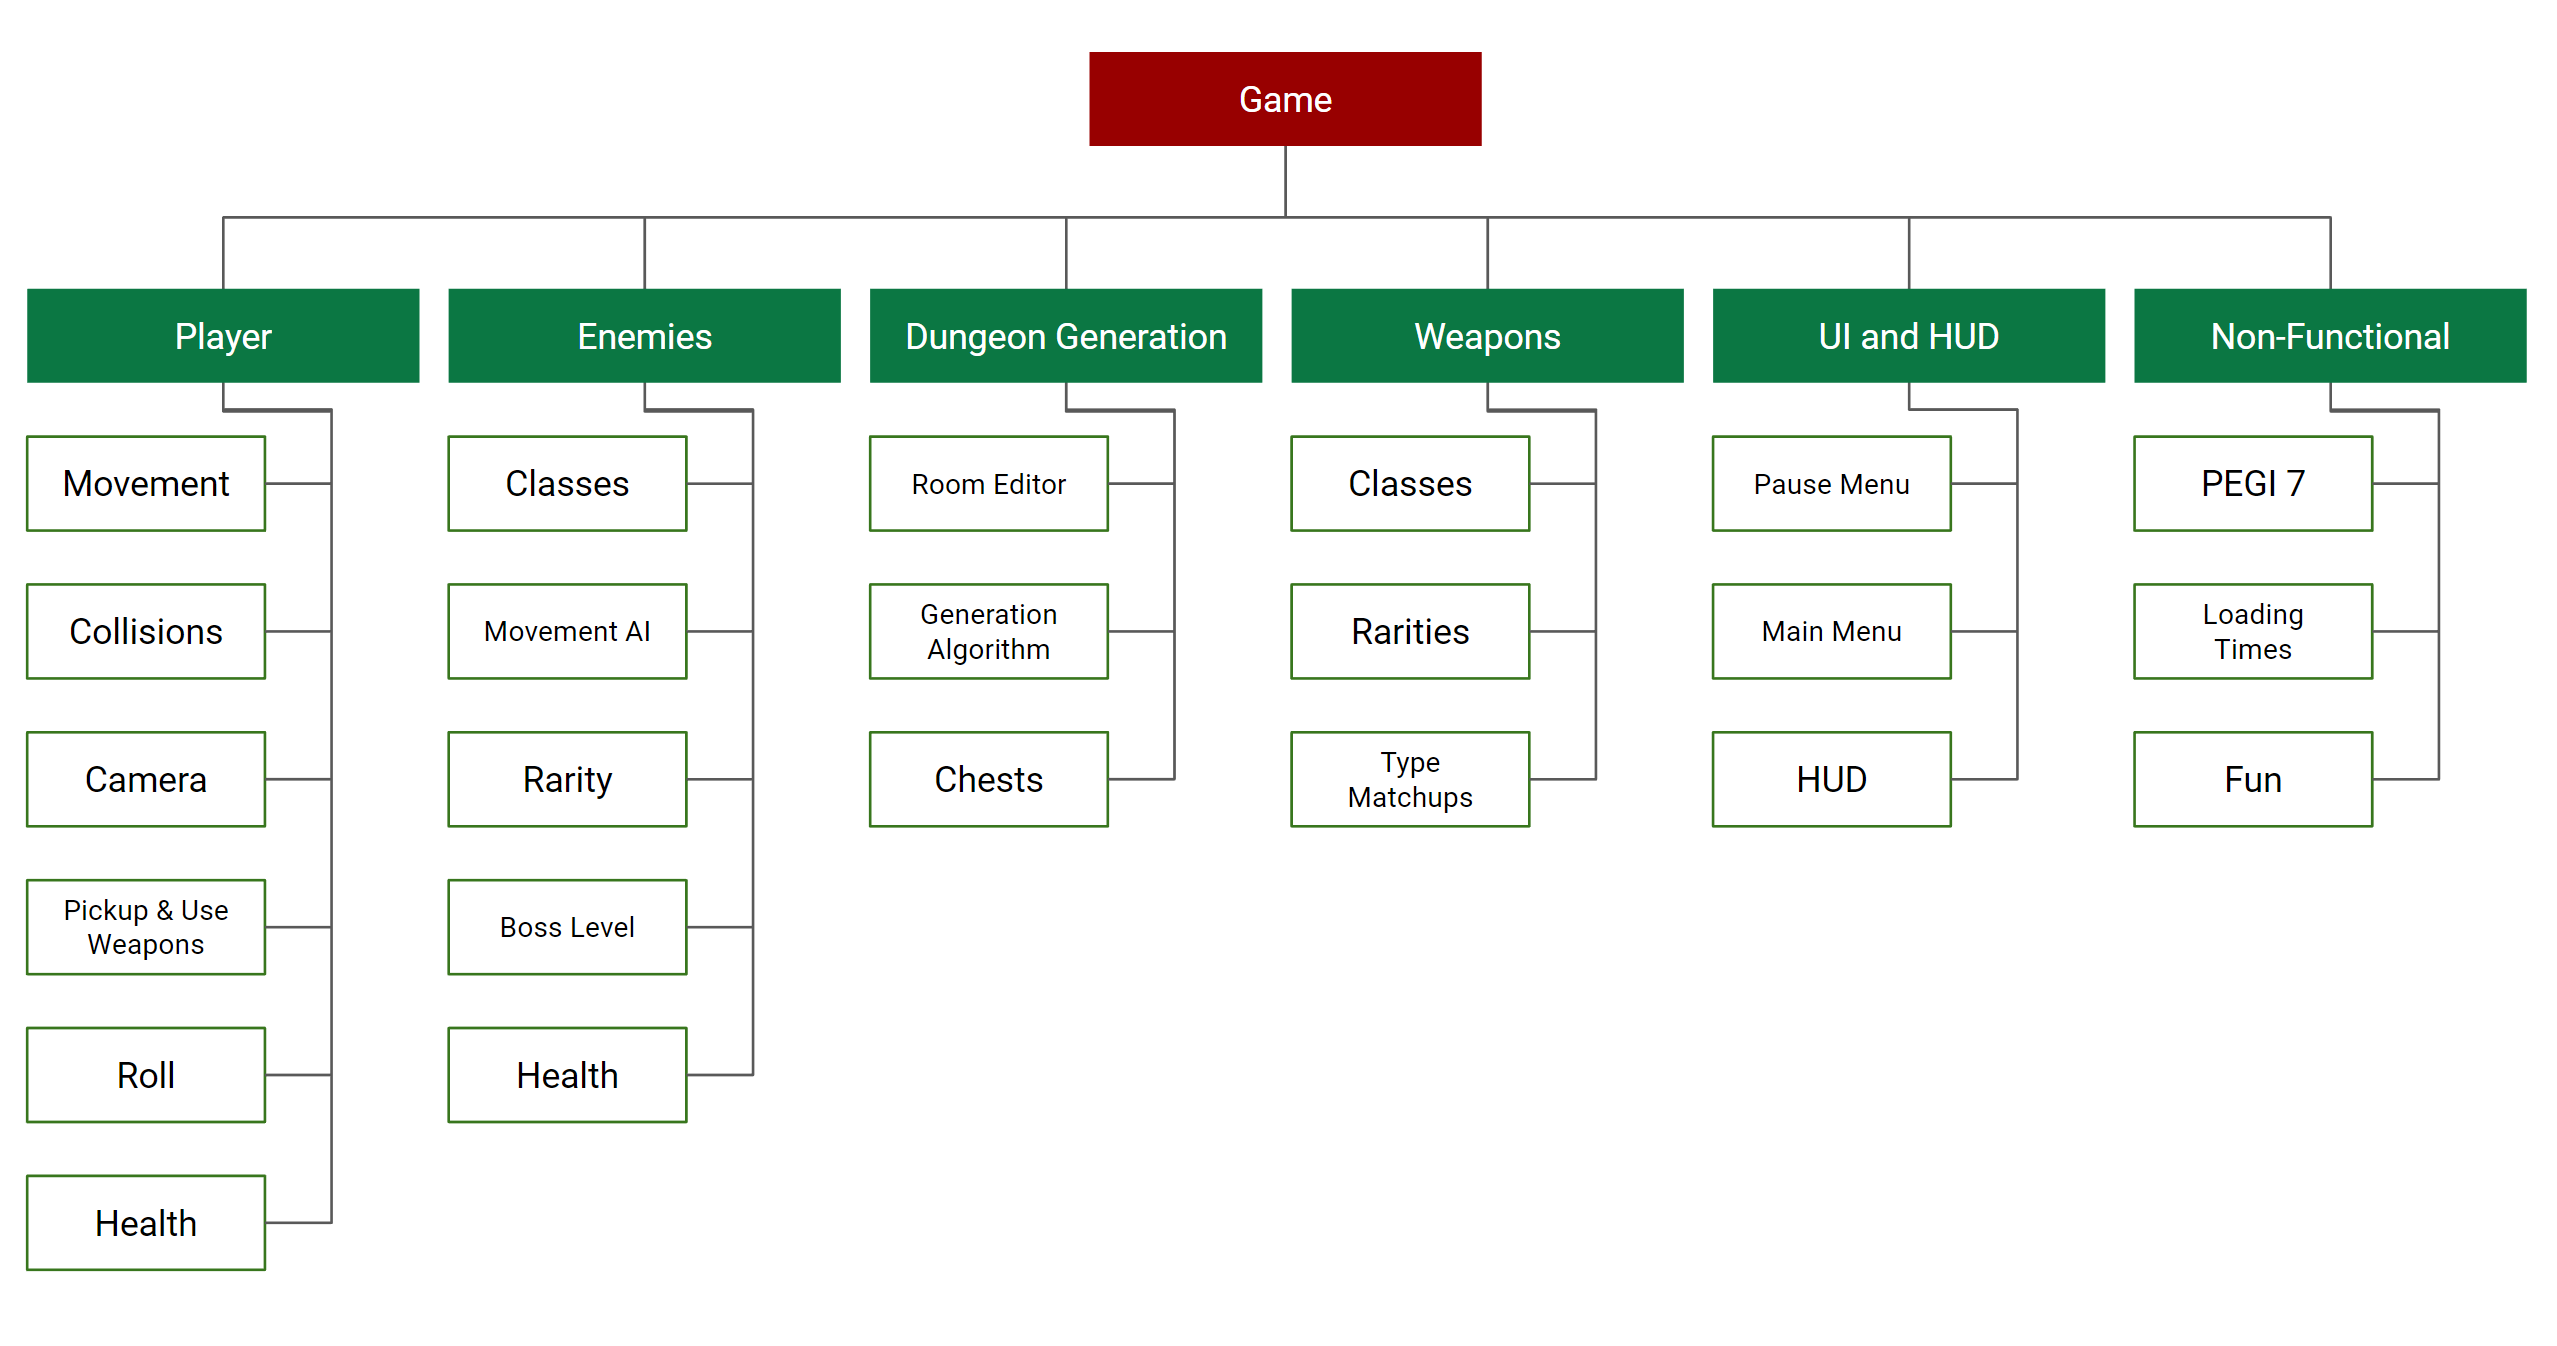 Game
Player
Enemies
Dungeon Generation
Weapons
UI and HUD
Non-Functional
Movement
Collisions
Camera
Pickup & Use
Weapons
Roll
Health
Classes
Movement AI
Rarity
Boss Level
Health
Room Editor
Generation
Algorithm
Chests
Classes
Rarities
Type
Matchups
Pause Menu
Main Menu
HUD
PEGI 7
Loading
Times
Fun